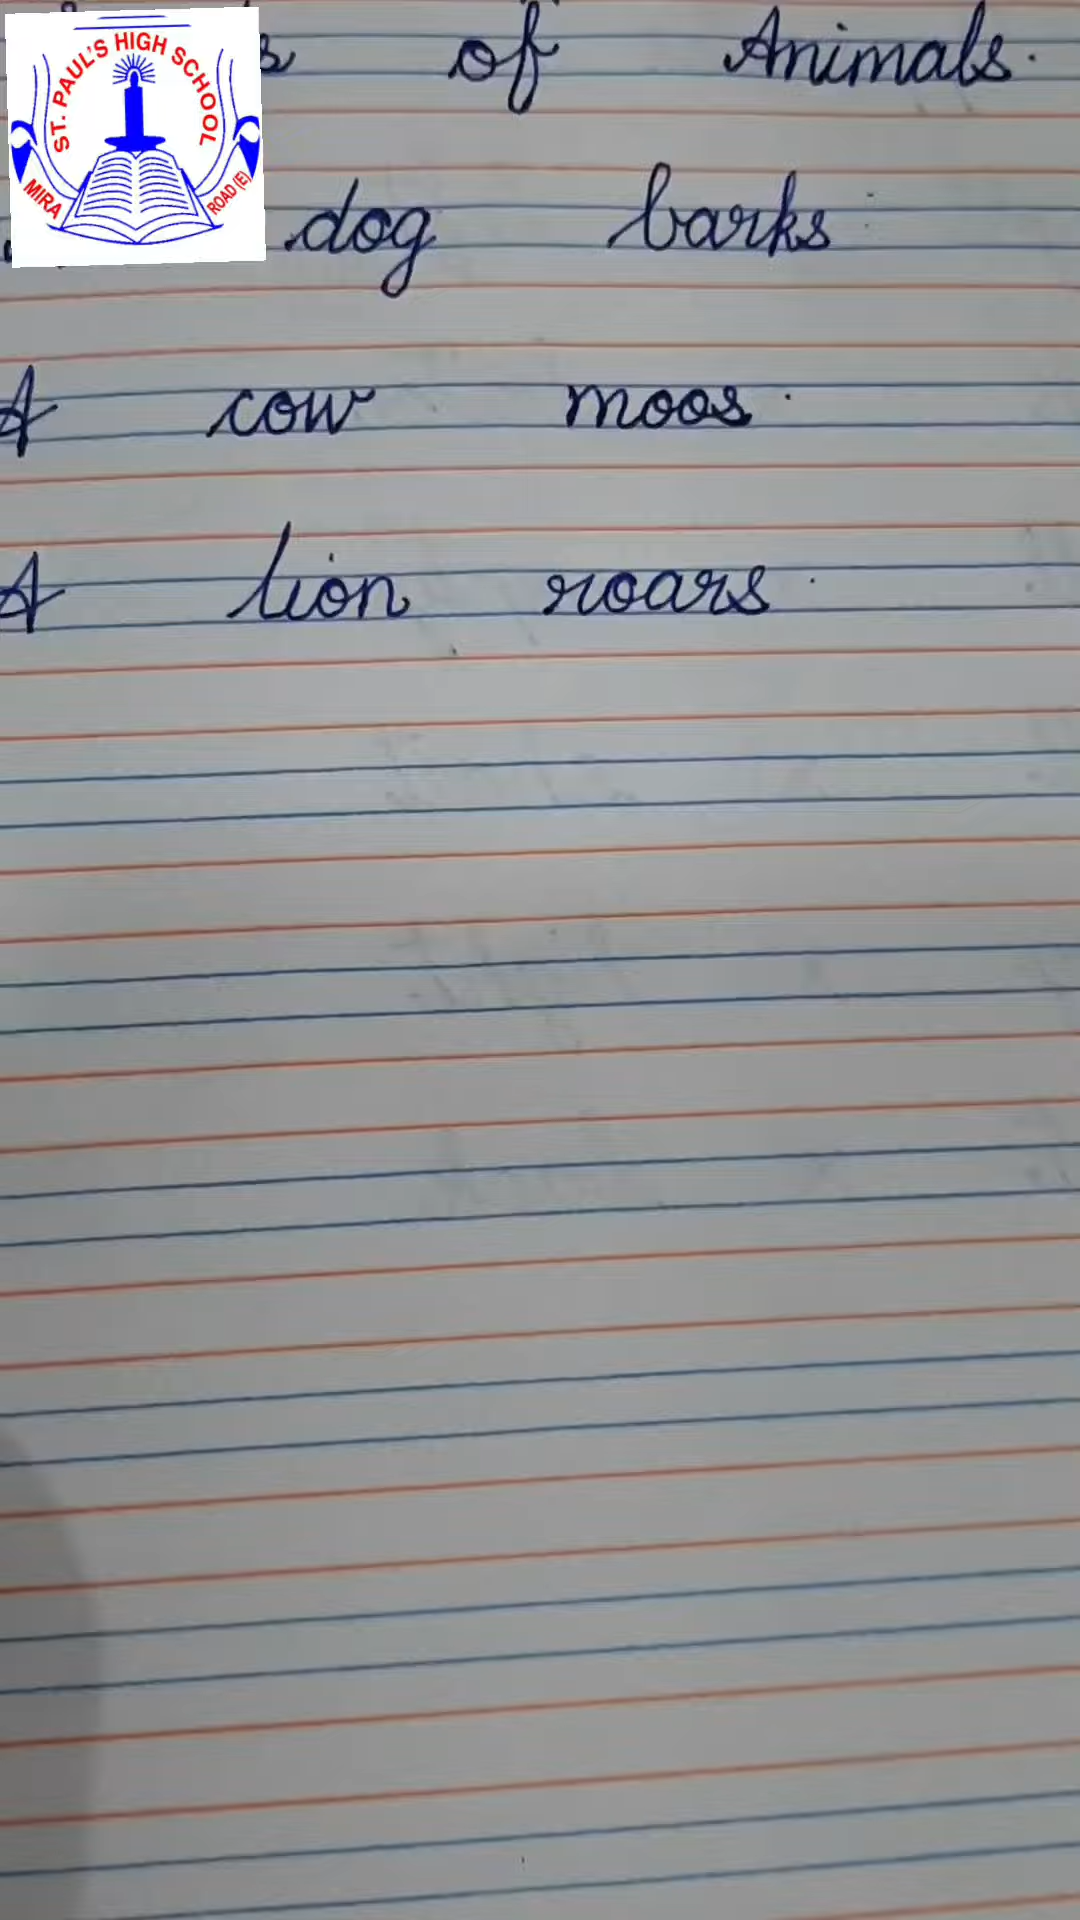 ST. PAUL'S HIGH SCHOOL
MIRA ROAD (E)
of Animals.
dog barks.
A cow moos.
A lion roars.